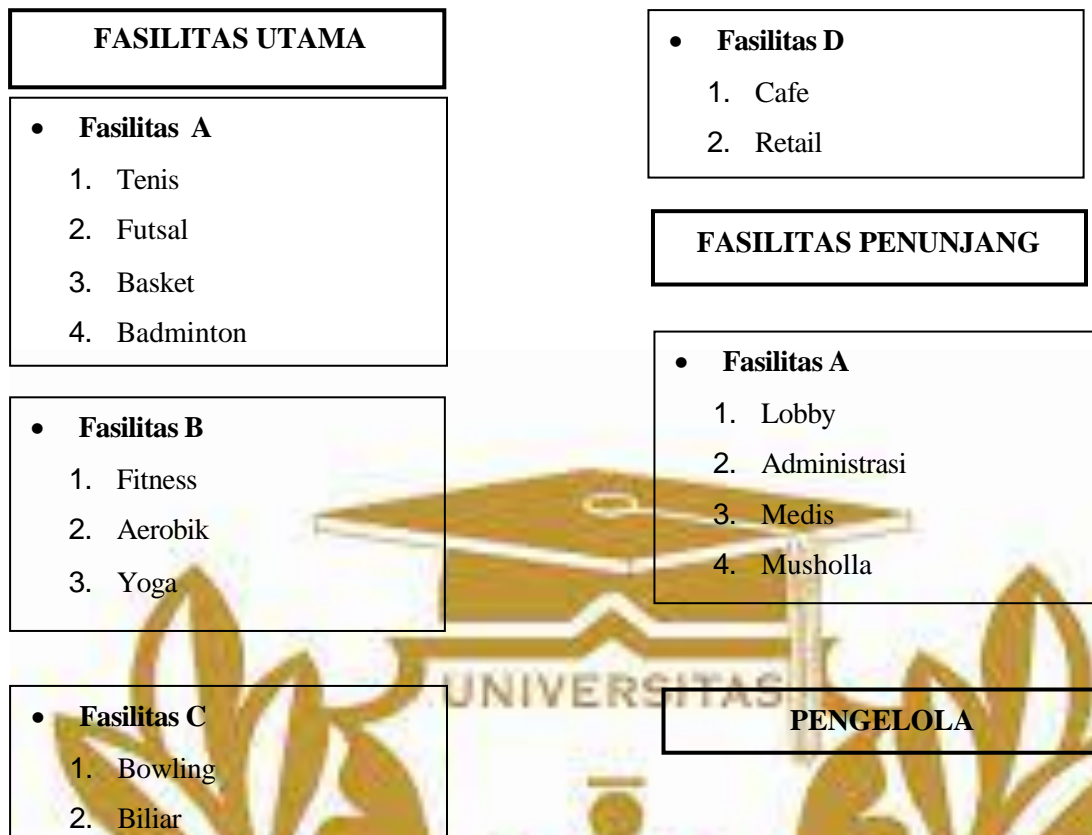 FASILITAS UTAMA
• Fasilitas A
1. Tenis
2. Futsal
3. Basket
4. Badminton
• Fasilitas B
1. Fitness
2. Aerobik
3. Yoga
• Fasilitas C
1. Bowling
2. Biliar
• Fasilitas D
1. Cafe
2. Retail
FASILITAS PENUNJANG
• Fasilitas A
1. Lobby
2. Administrasi
3. Medis
4. Musholla
PENGELOLA
UNIVERSITAS